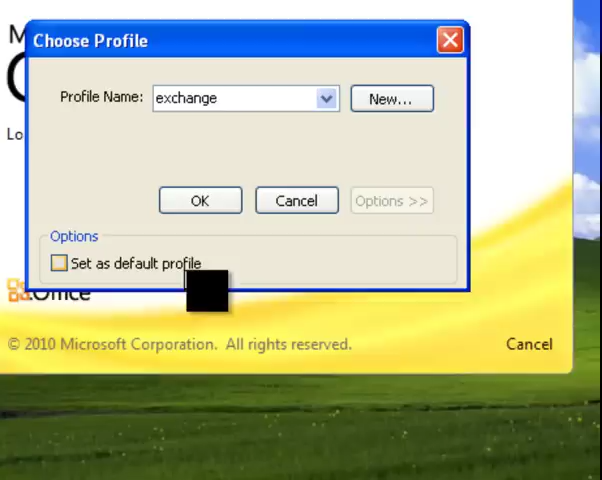 Choose Profile
Profile Name: exchange New...
Lo
OK Cancel Options >>
Options
Set as default profile
Office
© 2010 Microsoft Corporation. All rights reserved. Cancel